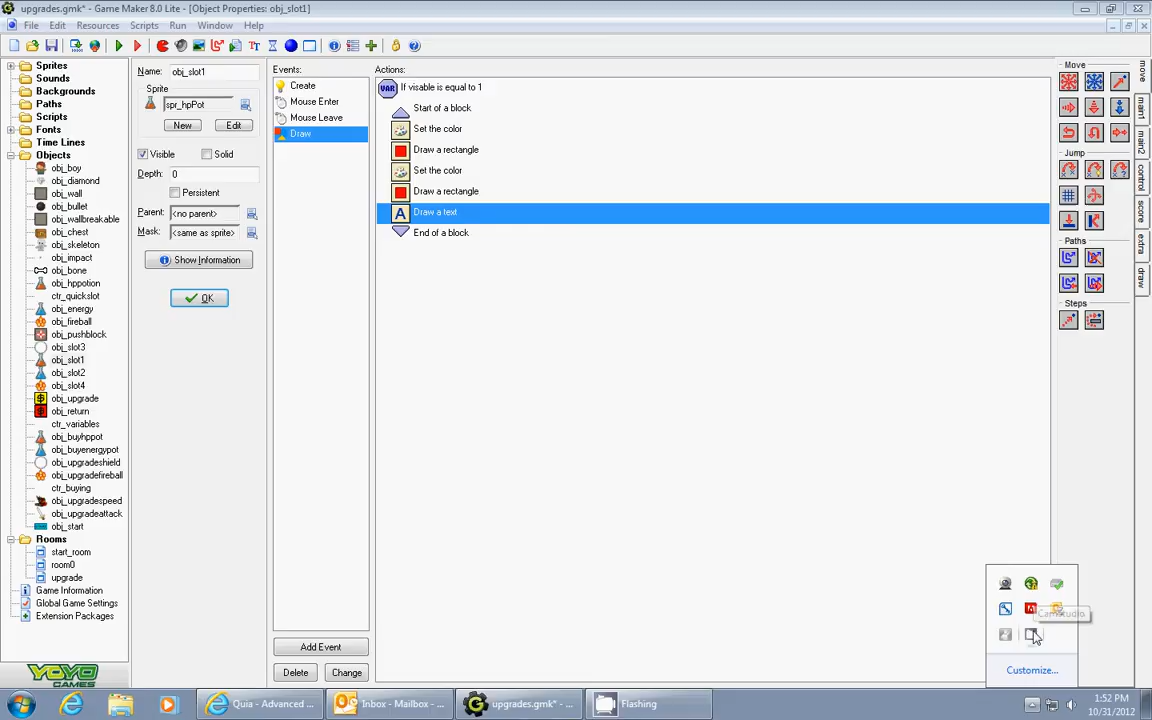 upgrades.gmk* - Game Maker 8.0 Lite - [Object Properties: obj_slot1]
File Edit Resources Scripts Run Window Help
Sprites
Sounds
Backgrounds
Paths
Scripts
Fonts
Time Lines
Objects
obj_boy
obj_diamond
obj_wall
obj_bullet
obj_wallbreakable
obj_chest
obj_skeleton
obj_impact
obj_bone
obj_hppotion
ctr_quickslot
obj_energy
obj_fireball
obj_pushblock
obj_slot3
obj_slot1
obj_slot2
obj_slot4
obj_upgrade
obj_return
ctr_variables
obj_buyhppot
obj_buyenergypot
obj_upgradeshield
obj_upgradefireball
ctr_buying
obj_upgradespeed
obj_upgradeattack
obj_start
Rooms
start_room
room0
upgrade
Game Information
Global Game Settings
Extension Packages
YOYO
GAMES
Name: obj_slot1
Sprite
spr_hpPot
New Edit
Visible Solid
Depth: 0
Persistent
Parent: <no parent>
Mask: <same as sprite>
Show Information
OK
Events:
Create
Mouse Enter
Mouse Leave
Draw
Add Event
Delete Change
Actions:
VAR If visable is equal to 1
Start of a block
Set the color
Draw a rectangle
Set the color
Draw a rectangle
A Draw a text
End of a block
Move
Jump
Paths
Steps
move
main1
main2
control
score
extra
draw
CamStudio
Customize...
Quia - Advanced ...
Inbox - Mailbox - ...
upgrades.gmk* - ...
Flashing
1:52 PM
10/31/2012